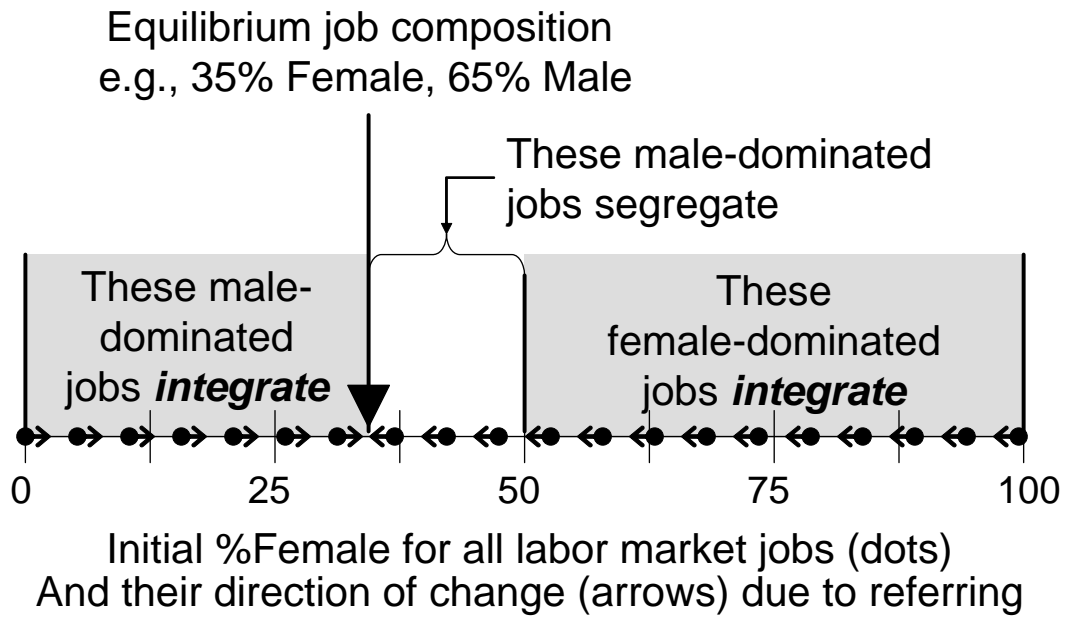 Equilibrium job composition
e.g., 35% Female, 65% Male
These male-dominated
jobs segregate
These male-
dominated
jobs integrate
These
female-dominated
jobs integrate
0 25 50 75 100
Initial %Female for all labor market jobs (dots)
And their direction of change (arrows) due to referring